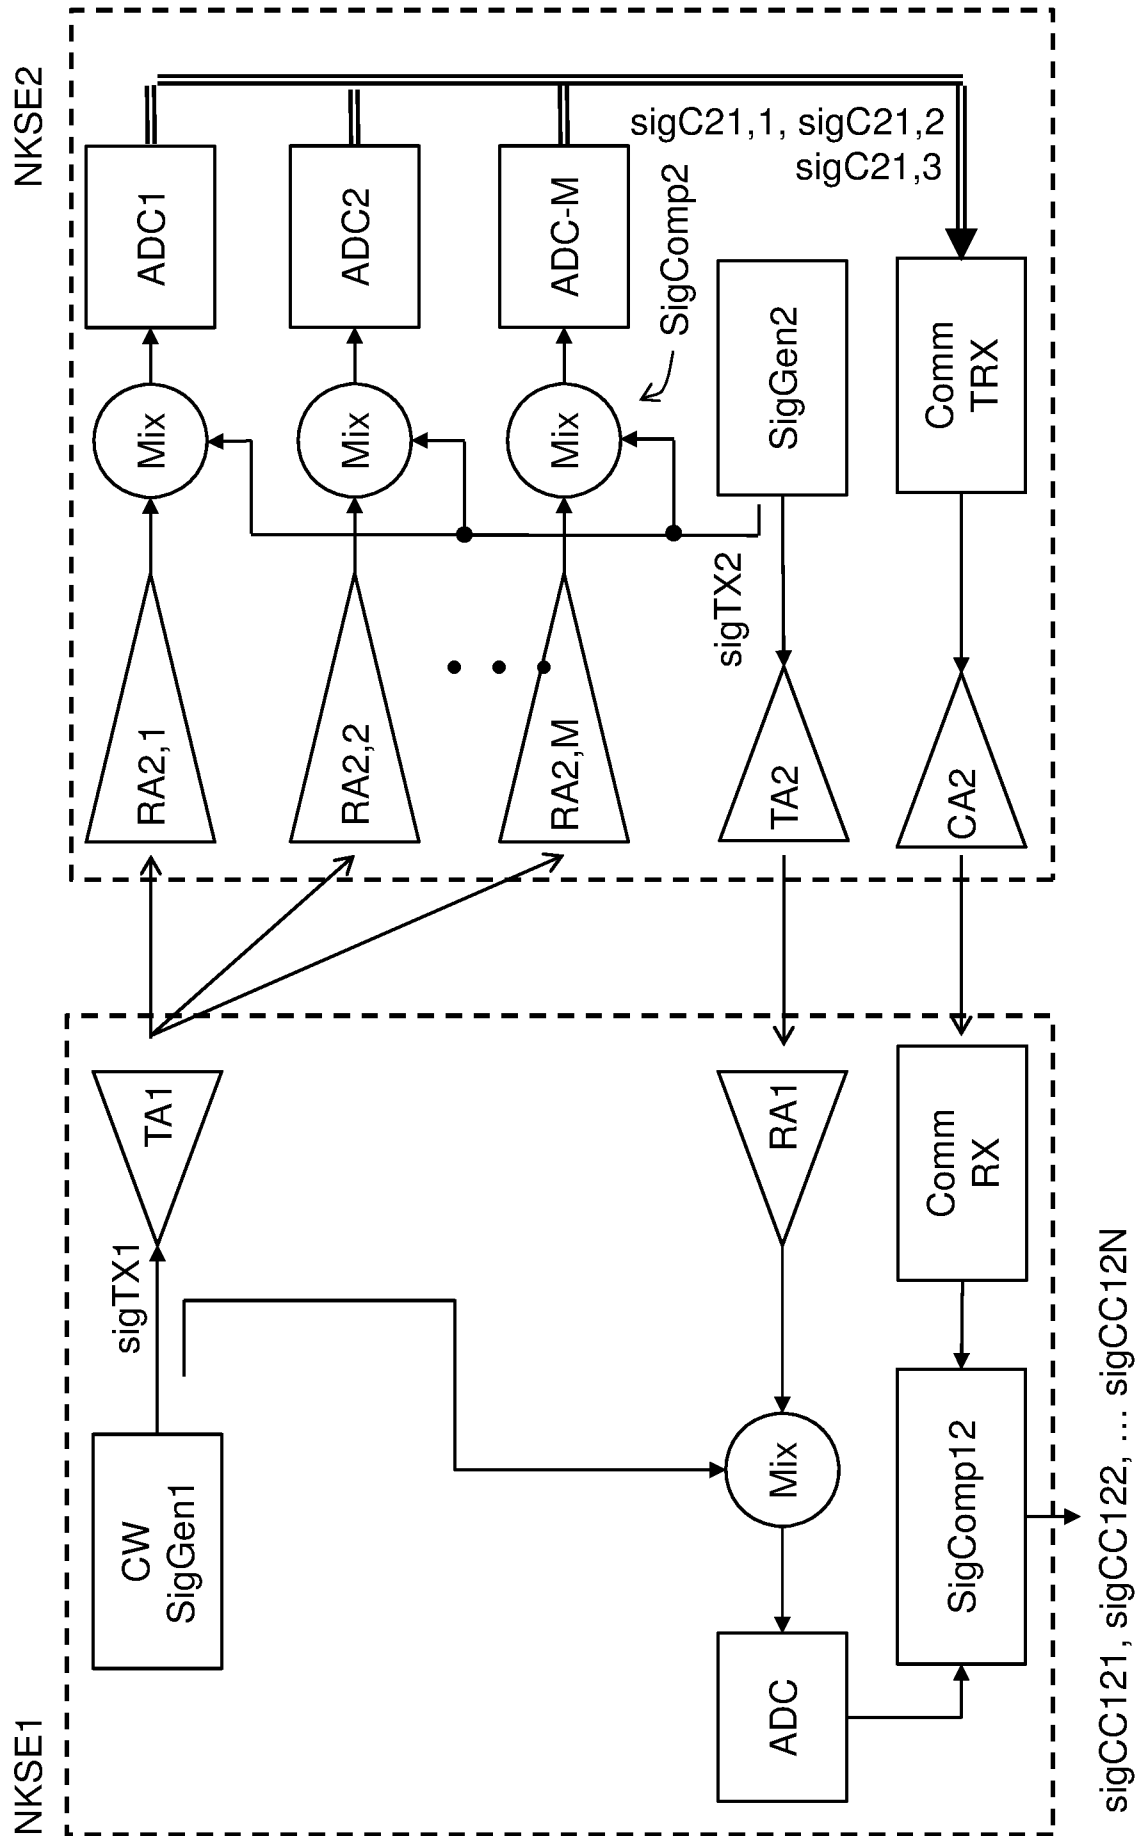 NKSE1
NKSE2
CW
SigGen1
sigTX1
TA1
RA2,1
Mix
ADC1
RA2,2
Mix
ADC2
RA2,M
Mix
ADC-M
SigComp2
sigC21,1, sigC21,2
sigC21,3
ADC
Mix
RA1
TA2
sigTX2
SigGen2
SigComp12
Comm
RX
CA2
Comm
TRX
sigCC121, sigCC122, ... sigCC12N